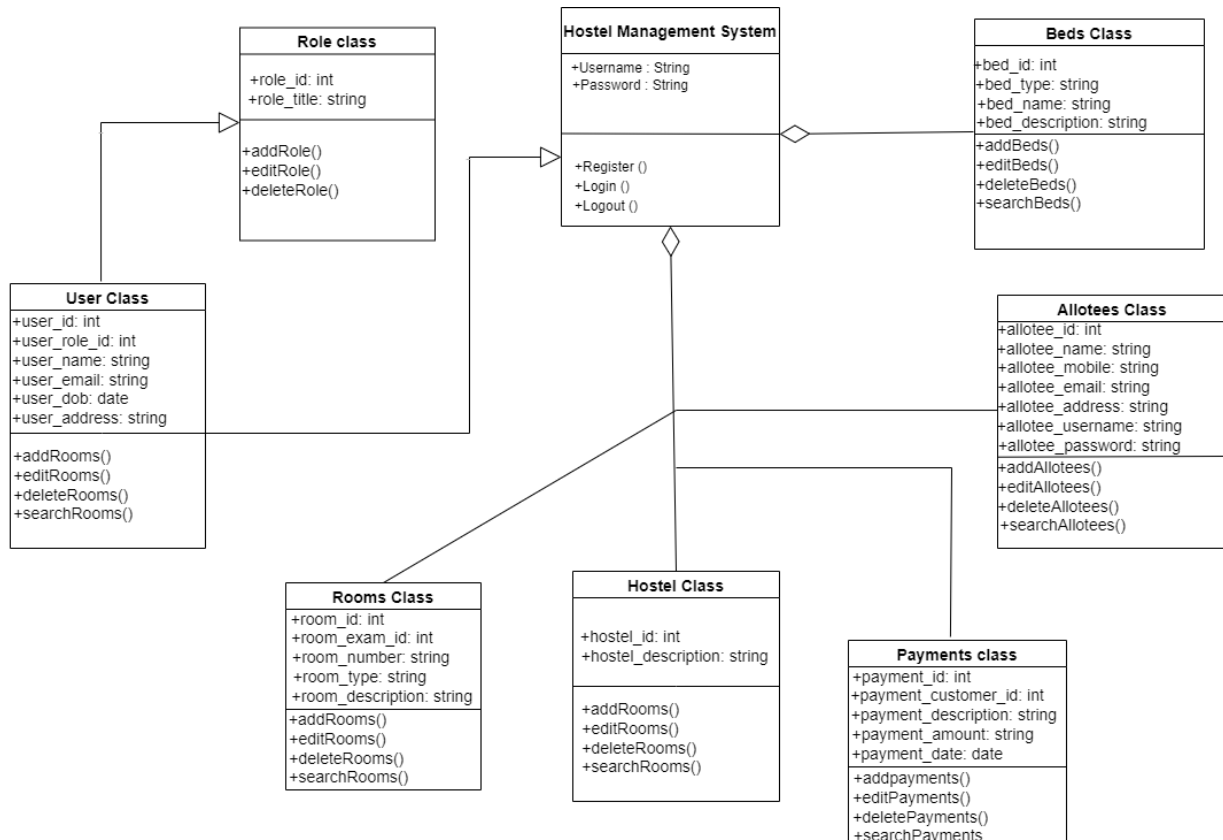 Role class
+role_id: int
+role_title: string
+addRole()
+editRole()
+deleteRole()
Hostel Management System
+Username : String
+Password : String
+Register ()
+Login ()
+Logout ()
Beds Class
+bed_id: int
+bed_type: string
+bed_name: string
+bed_description: string
+addBeds()
+editBeds()
+deleteBeds()
+searchBeds()
User Class
+user_id: int
+user_role_id: int
+user_name: string
+user_email: string
+user_dob: date
+user_address: string
+addRooms()
+editRooms()
+deleteRooms()
+searchRooms()
Allotees Class
+allotee_id: int
+allotee_name: string
+allotee_mobile: string
+allotee_email: string
+allotee_address: string
+allotee_username: string
+allotee_password: string
+addAllotees()
+editAllotees()
+deleteAllotees()
+searchAllotees()
Rooms Class
+room_id: int
+room_exam_id: int
+room_number: string
+room_type: string
+room_description: string
+addRooms()
+editRooms()
+deleteRooms()
+searchRooms()
Hostel Class
+hostel_id: int
+hostel_description: string
+addRooms()
+editRooms()
+deleteRooms()
+searchRooms()
Payments class
+payment_id: int
+payment_customer_id: int
+payment_description: string
+payment_amount: string
+payment_date: date
+addpayments()
+editPayments()
+deletePayments()
+searchPayments